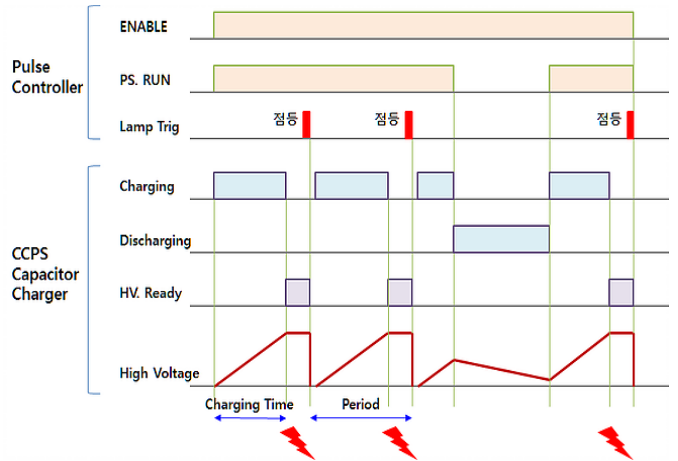 ENABLE
Pulse
Controller
PS. RUN
점등 점등 점등
Lamp Trig
Charging
Discharging
CCPS
Capacitor
Charger
HV. Ready
High Voltage
Charging Time Period